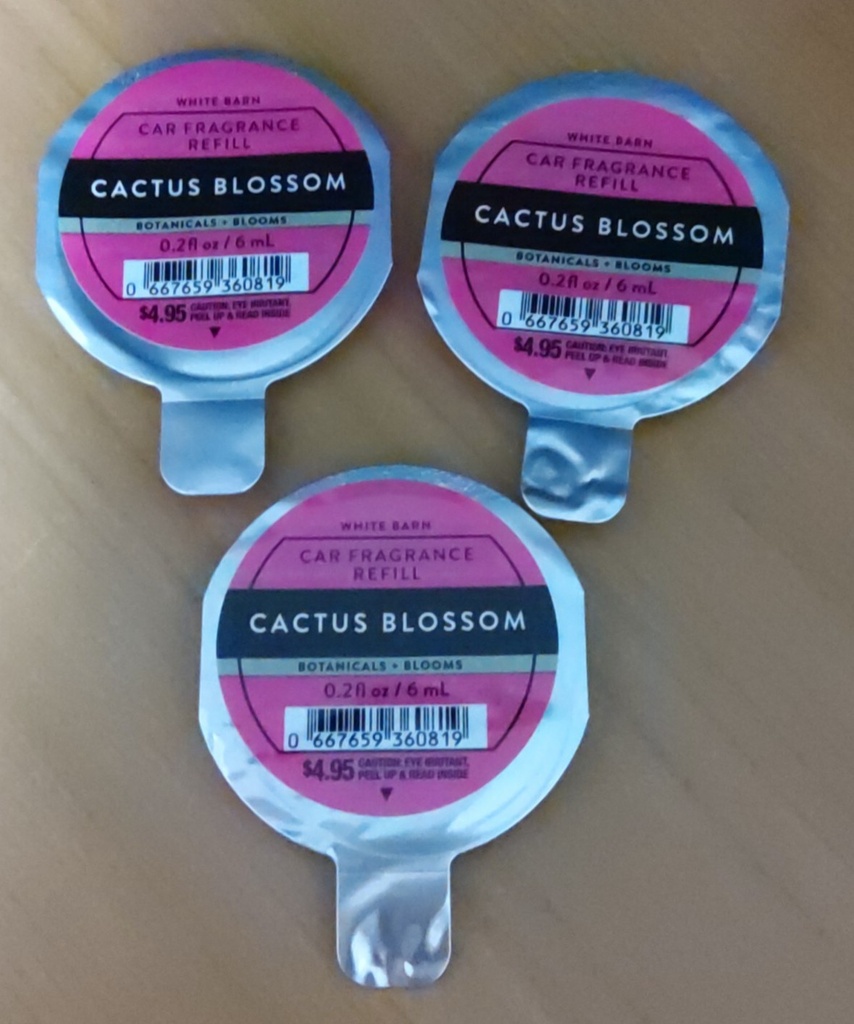 WHITE BARN
CAR FRAGRANCE
REFILL
CACTUS BLOSSOM
BOTANICALS + BLOOMS
0.2fl oz / 6 mL
0 667659 360819
$4.95 CAUTION: EYE IRRITANT.
PEEL UP & READ INSIDE
WHITE BARN
CAR FRAGRANCE
REFILL
CACTUS BLOSSOM
BOTANICALS + BLOOMS
0.2fl oz / 6 mL
0 667659 360819
$4.95 CAUTION: EYE IRRITANT.
PEEL UP & READ INSIDE
WHITE BARN
CAR FRAGRANCE
REFILL
CACTUS BLOSSOM
BOTANICALS + BLOOMS
0.2fl oz / 6 mL
0 667659 360819
$4.95 CAUTION: EYE IRRITANT.
PEEL UP & READ INSIDE